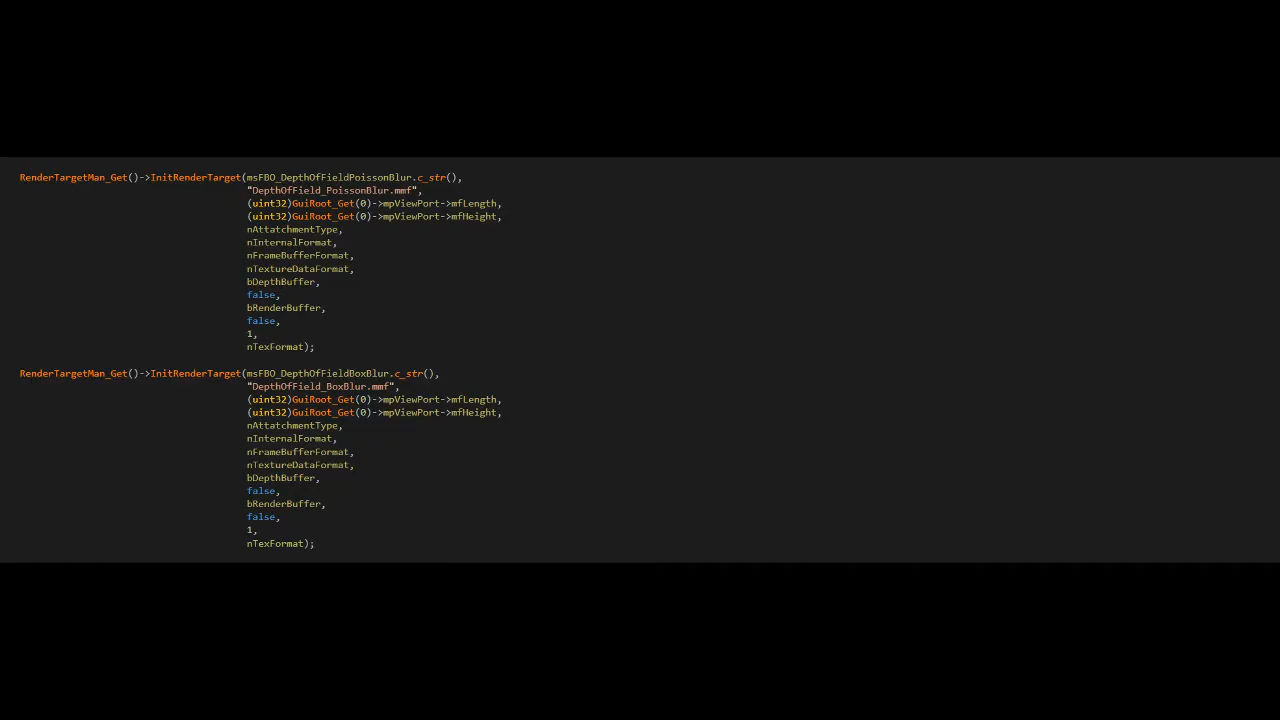 RenderTargetMan_Get()->InitRenderTarget(msFBO_DepthOfFieldPoissonBlur.c_str(),
"DepthOfField_PoissonBlur.mmf",
(uint32)GuiRoot_Get(0)->mpViewPort->mfLength,
(uint32)GuiRoot_Get(0)->mpViewPort->mfHeight,
nAttatchmentType,
nInternalFormat,
nFrameBufferFormat,
nTextureDataFormat,
bDepthBuffer,
false,
bRenderBuffer,
false,
1,
nTexFormat);
RenderTargetMan_Get()->InitRenderTarget(msFBO_DepthOfFieldBoxBlur.c_str(),
"DepthOfField_BoxBlur.mmf",
(uint32)GuiRoot_Get(0)->mpViewPort->mfLength,
(uint32)GuiRoot_Get(0)->mpViewPort->mfHeight,
nAttatchmentType,
nInternalFormat,
nFrameBufferFormat,
nTextureDataFormat,
bDepthBuffer,
false,
bRenderBuffer,
false,
1,
nTexFormat);